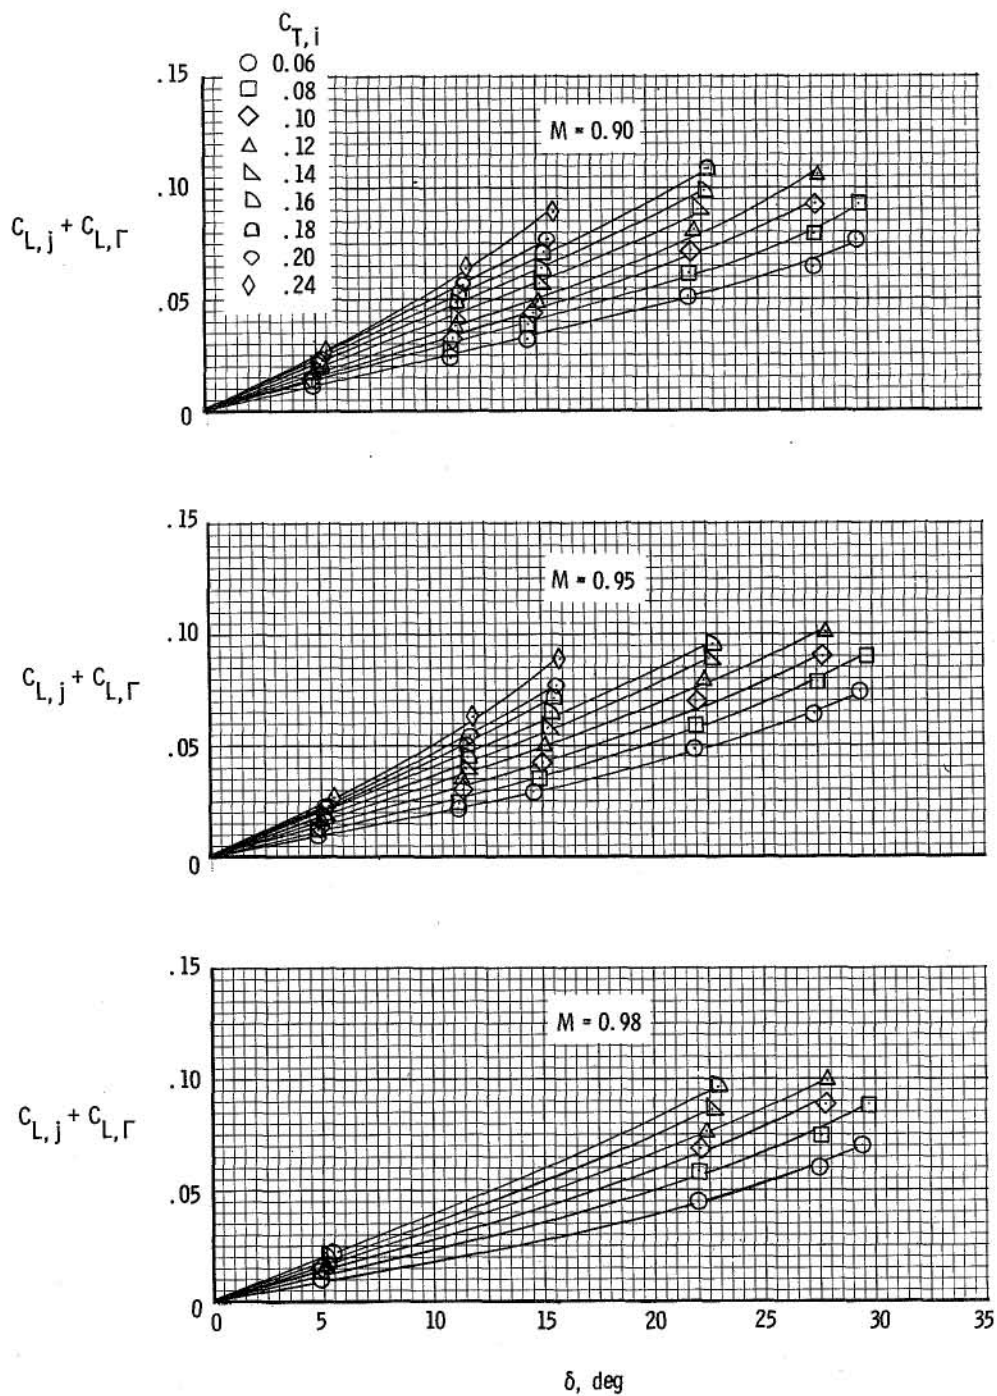 C_T,i
0.06
.08
.10
.12
.14
.16
.18
.20
.24
.15
.10
.05
0
C_L,j + C_L,Γ
M = 0.90
.15
.10
.05
0
C_L,j + C_L,Γ
M = 0.95
.15
.10
.05
0
C_L,j + C_L,Γ
M = 0.98
0 5 10 15 20 25 30 35
δ, deg